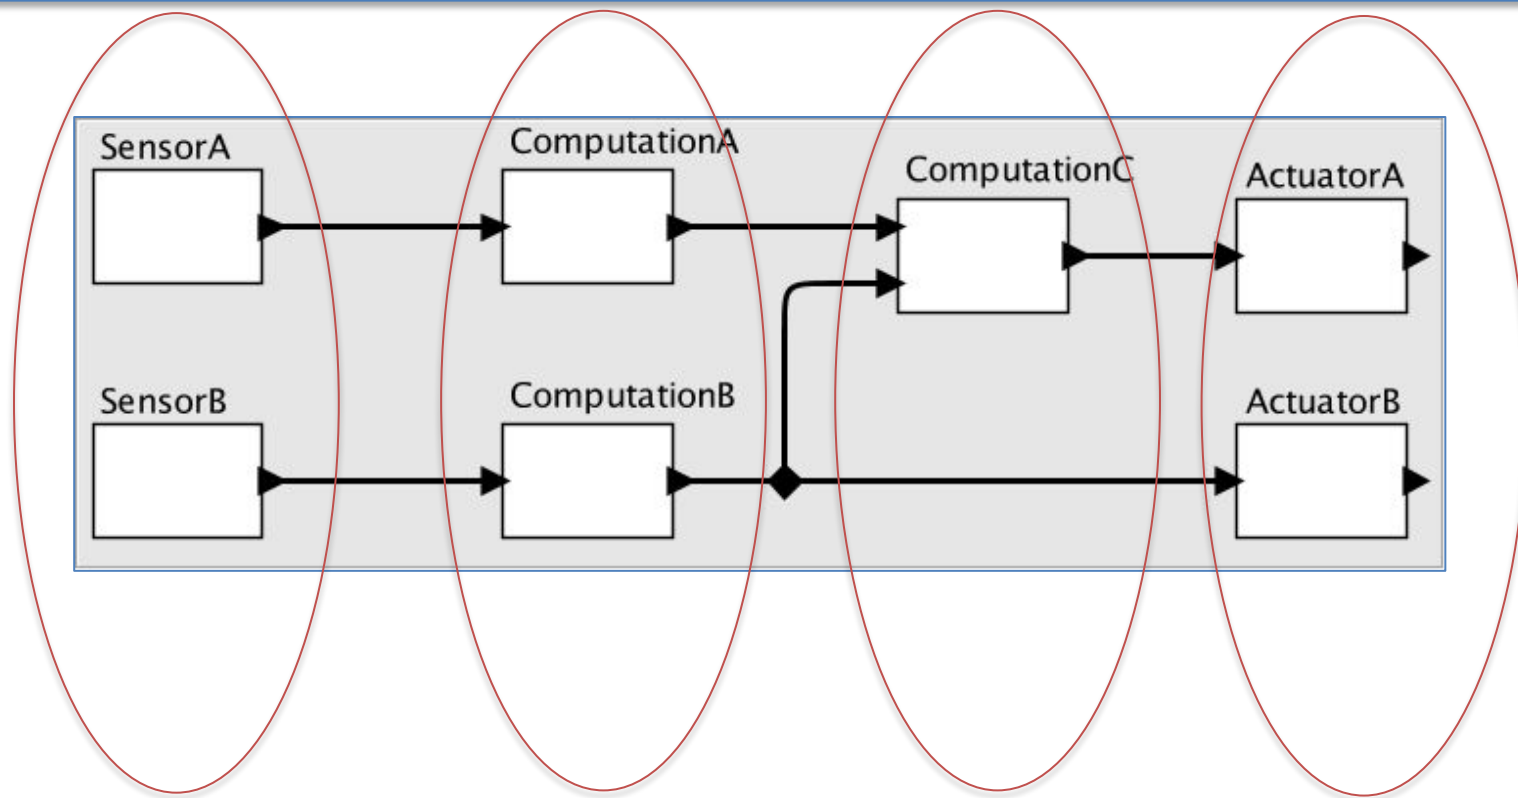 SensorA
ComputationA
ComputationC
ActuatorA
SensorB
ComputationB
ActuatorB